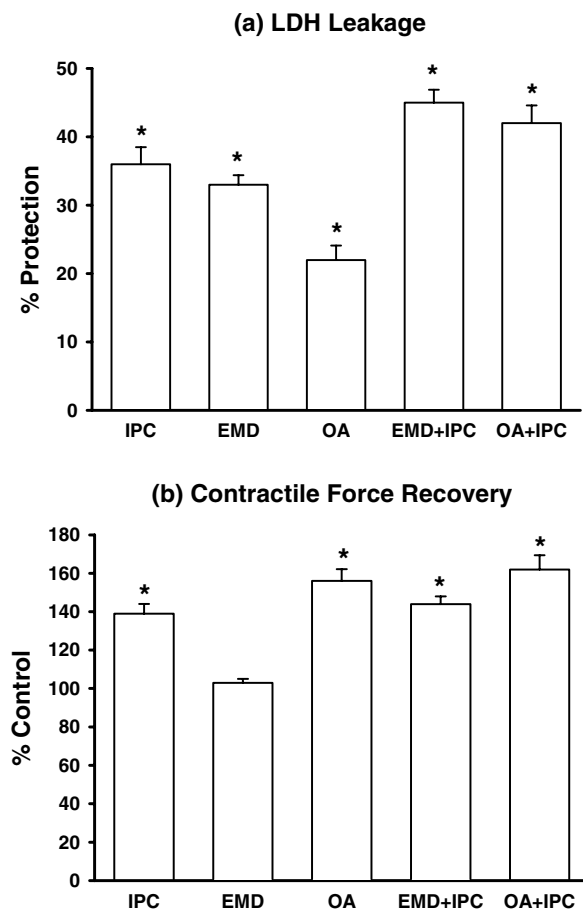 (a) LDH Leakage
50
40
30
20
10
0
% Protection
* * * * *
IPC EMD OA EMD+IPC OA+IPC
(b) Contractile Force Recovery
180
160
140
120
100
80
60
40
20
0
% Control
* * * *
IPC EMD OA EMD+IPC OA+IPC